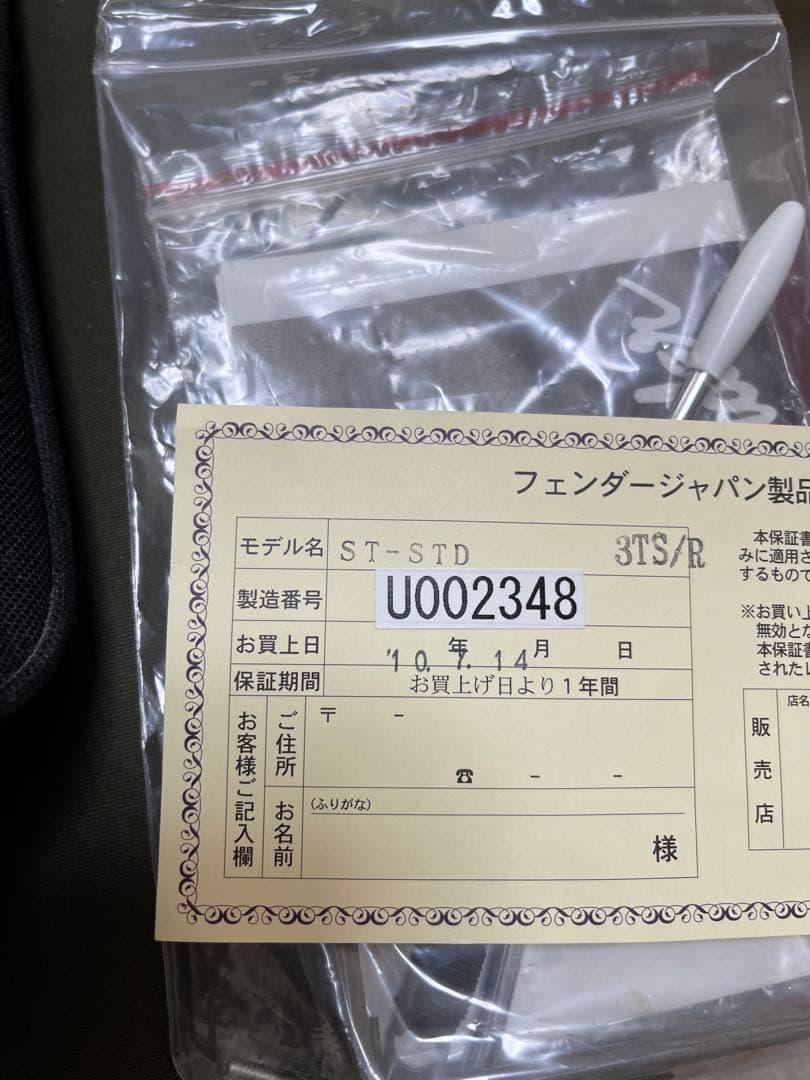 フェンダージャパン製品
モデル名 ST-STD 3TS/R
製造番号 U002348
お買上日 '10. 7. 14 年 月 日
保証期間 お買上げ日より1年間
お客様ご記入欄
ご住所 〒 -
☎ - -
お名前 (ふりがな)
様
本保証書
みに適用さ
するもので
※お買い上
無効とな
本保証書
された
販売店
店名